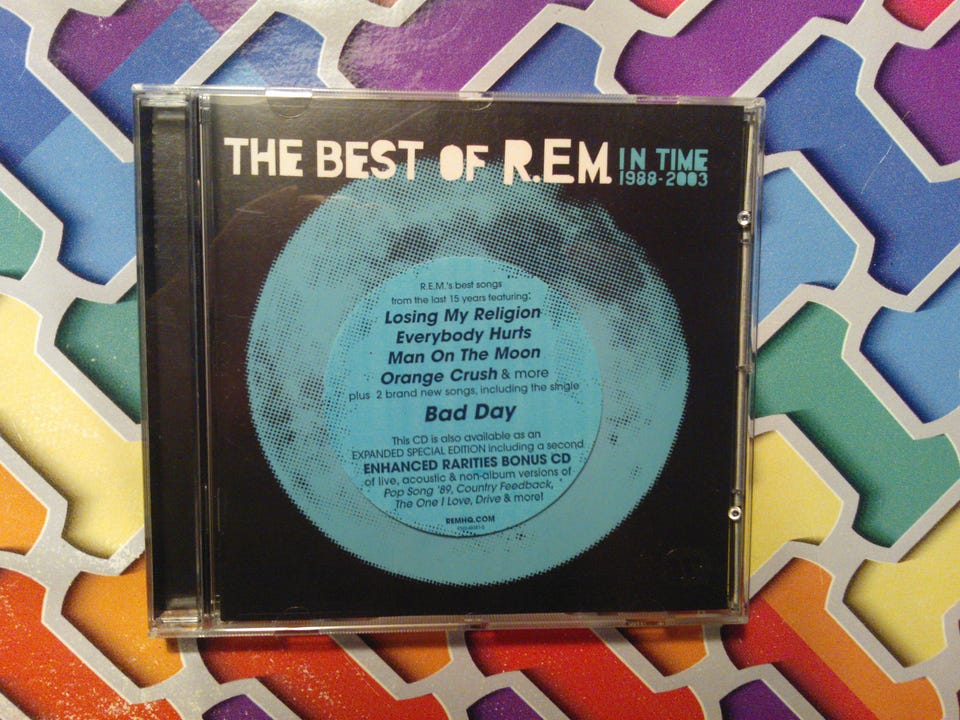 THE BEST OF R.E.M. IN TIME
1988-2003
R.E.M.'s best songs
from the last 15 years featuring:
Losing My Religion
Everybody Hurts
Man On The Moon
Orange Crush & more
plus 2 brand new songs, including the single
Bad Day
This CD is also available as an
EXPANDED SPECIAL EDITION including a second
ENHANCED RARITIES BONUS CD
of live, acoustic & non-album versions of
Pop Song '89, Country Feedback,
The One I Love, Drive & more!
REMHQ.COM